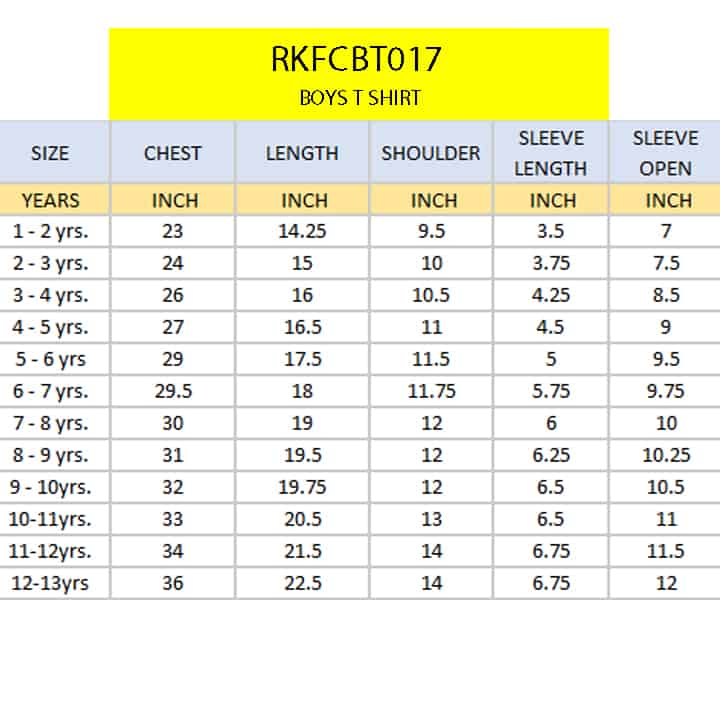 RKFCBT017
BOYS T SHIRT
SIZE CHEST LENGTH SHOULDER SLEEVE LENGTH SLEEVE OPEN
YEARS INCH INCH INCH INCH INCH
1 - 2 yrs. 23 14.25 9.5 3.5 7
2 - 3 yrs. 24 15 10 3.75 7.5
3 - 4 yrs. 26 16 10.5 4.25 8.5
4 - 5 yrs. 27 16.5 11 4.5 9
5 - 6 yrs 29 17.5 11.5 5 9.5
6 - 7 yrs. 29.5 18 11.75 5.75 9.75
7 - 8 yrs. 30 19 12 6 10
8 - 9 yrs. 31 19.5 12 6.25 10.25
9 - 10yrs. 32 19.75 12 6.5 10.5
10-11yrs. 33 20.5 13 6.5 11
11-12yrs. 34 21.5 14 6.75 11.5
12-13yrs 36 22.5 14 6.75 12